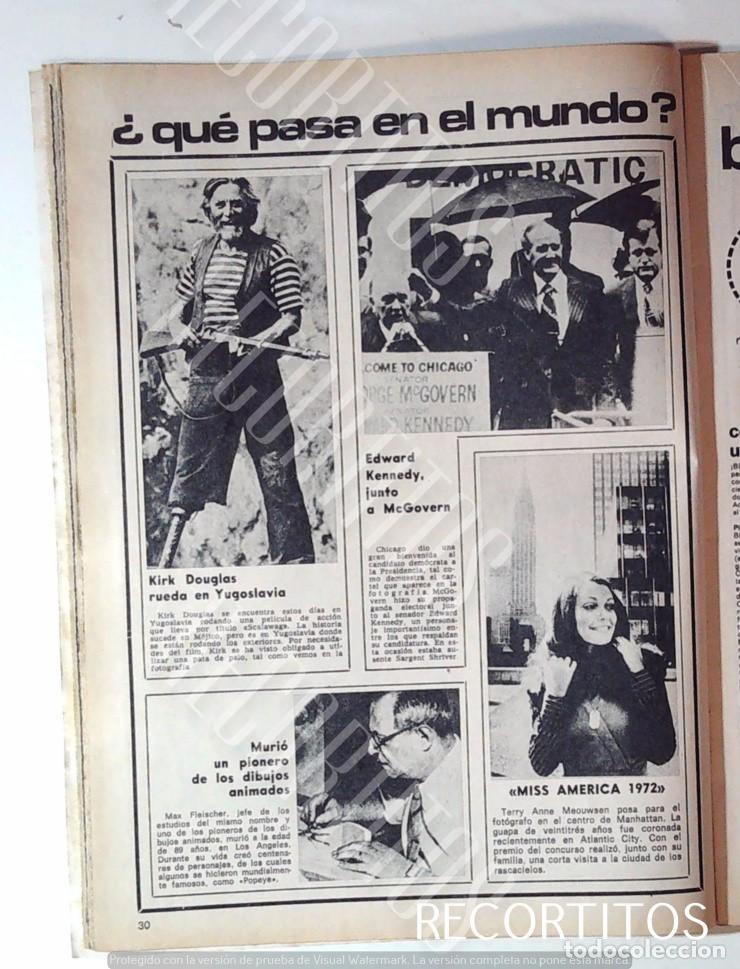 ¿ qué pasa en el mundo?
DEMOCRATIC
COME TO CHICAGO
SENATOR
RGE McGOVERN
SENATOR
KENNEDY
Kirk Douglas
rueda en Yugoslavia
Kirk Douglas se encuentra estos días en
Yugoslavia rodando una película de acción
que lleva por título «Scalawag». La historia
sucede en Méjico, pero es en Yugoslavia donde
se están rodando los exteriores. Por necesida-
des del film, Kirk se ha visto obligado a uti-
lizar una pata de palo, tal como vemos en la
fotografía
Edward
Kennedy,
junto
a McGovern
Chicago dio una
gran bienvenida al
candidato demócrata a
la Presidencia, tal co-
mo demuestra el car-
tel que aparece en la
fotografía. McGo-
vern hizo su propa-
ganda electoral jun-
to al senador Edward
Kennedy, un persona-
je importantísimo en-
tre los que respaldan
su candidatura. En es-
ta ocasión estaba au-
sente Sargent Shriver
Murió
un pionero
de los dibujos
animados
Max Fleischer, jefe de los
estudios del mismo nombre y
uno de los pioneros de los di-
bujos animados, murió a la edad
de 89 años, en Los Angeles.
Durante su vida creó centena-
res de personajes, de los cuales
algunos se hicieron mundialmen-
te famosos, como «Popeye».
«MISS AMERICA 1972»
Terry Anne Meouwsen posa para el
fotógrafo en el centro de Manhattan. La
guapa de veintitrés años fue coronada
recientemente en Atlantic City. Con el
premio del concurso realizó, junto con su
familia, una corta visita a la ciudad de los
rascacielos.
30
RECORTITOS
todocoleccion
Protegido con la versión de prueba de Visual Watermark. La versión completa no pone esta marca.